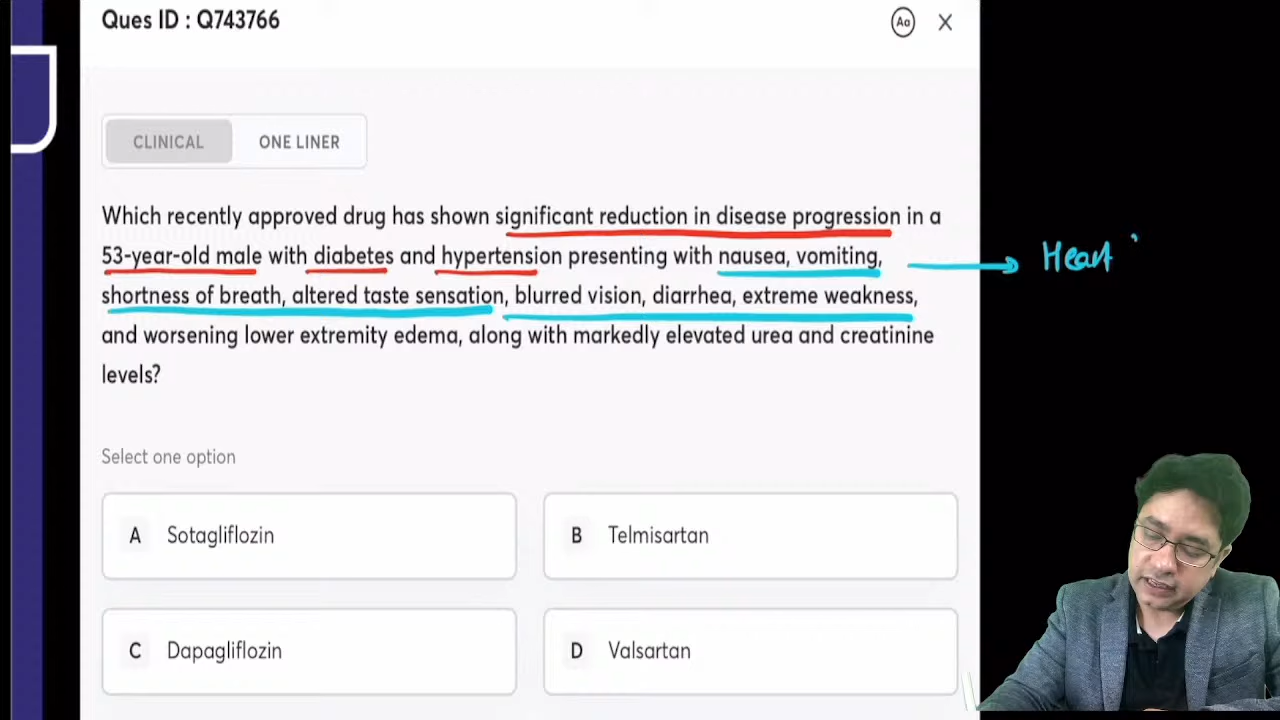 Ques ID : Q743766
Aa
CLINICAL
ONE LINER
Which recently approved drug has shown significant reduction in disease progression in a
53-year-old male with diabetes and hypertension presenting with nausea, vomiting,
Heart
shortness of breath, altered taste sensation, blurred vision, diarrhea, extreme weakness,
and worsening lower extremity edema, along with markedly elevated urea and creatinine
levels?
Select one option
A Sotagliflozin
B Telmisartan
C Dapagliflozin
D Valsartan